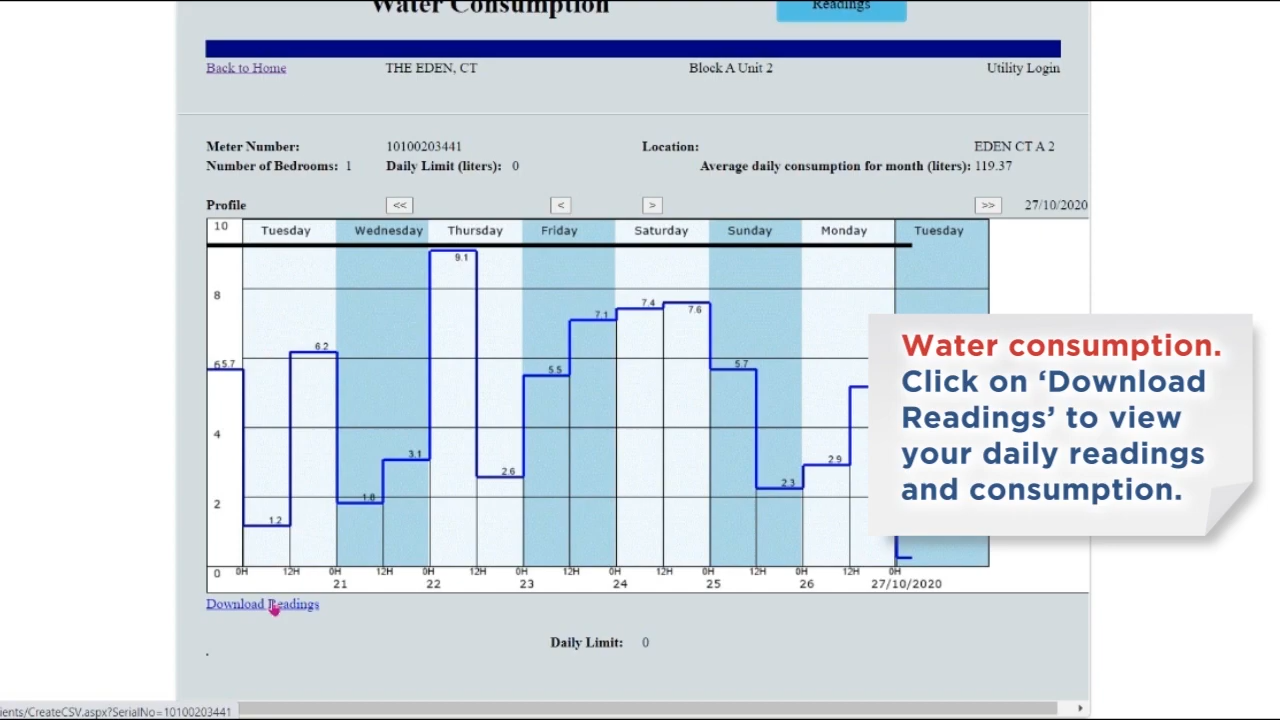 Water Consumption
Readings
Back to Home THE EDEN, CT Block A Unit 2 Utility Login
Meter Number: 10100203441 Location: EDEN CT A 2
Number of Bedrooms: 1 Daily Limit (liters): 0 Average daily consumption for month (liters): 119.37
Profile << < > >> 27/10/2020
10 Tuesday Wednesday Thursday Friday Saturday Sunday Monday Tuesday
9.1
8
7.4 7.6
7.1
6.2
6 5.7 5.5 5.7
4
3.1 2.9
2.6
2 1.8 2.3
1.2
0 0H 12H 0H 12H 0H 12H 0H 12H 0H 12H 0H 12H 0H 12H 0H
21 22 23 24 25 26 27/10/2020
Water consumption.
Click on ‘Download
Readings’ to view
your daily readings
and consumption.
Download Readings
Daily Limit: 0
.
ients/CreateCSV.aspx?SerialNo=10100203441